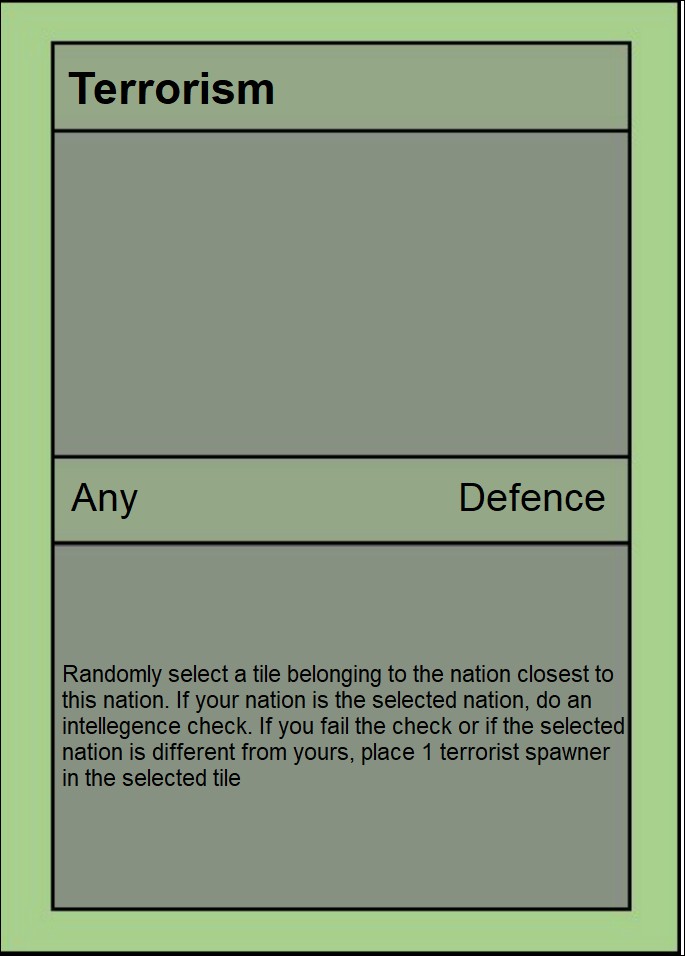 Terrorism
Any Defence
Randomly select a tile belonging to the nation closest to
this nation. If your nation is the selected nation, do an
intellegence check. If you fail the check or if the selected
nation is different from yours, place 1 terrorist spawner
in the selected tile